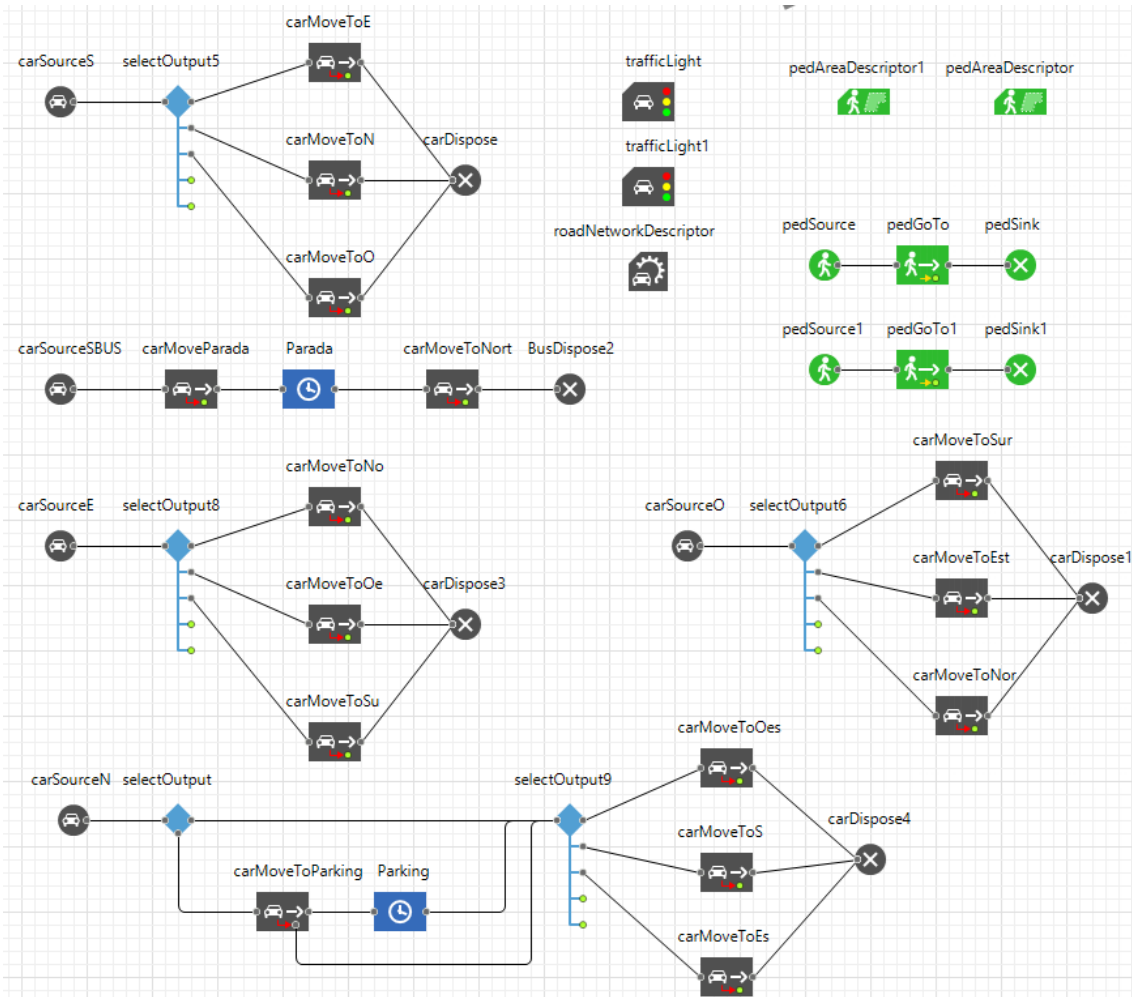 carMoveToE
carSourceS
selectOutput5
trafficLight
pedAreaDescriptor1
pedAreaDescriptor
carMoveToN
carDispose
trafficLight1
roadNetworkDescriptor
pedSource
pedGoTo
pedSink
carMoveToO
carSourceSBUS
carMoveParada
Parada
carMoveToNort
BusDispose2
pedSource1
pedGoTo1
pedSink1
carMoveToSur
carMoveToNo
carSourceE
selectOutput8
carSourceO
selectOutput6
carMoveToEst
carDispose1
carMoveToOe
carDispose3
carMoveToNor
carMoveToSu
carMoveToOes
carSourceN
selectOutput
selectOutput9
carDispose4
carMoveToS
carMoveToParking
Parking
carMoveToEs